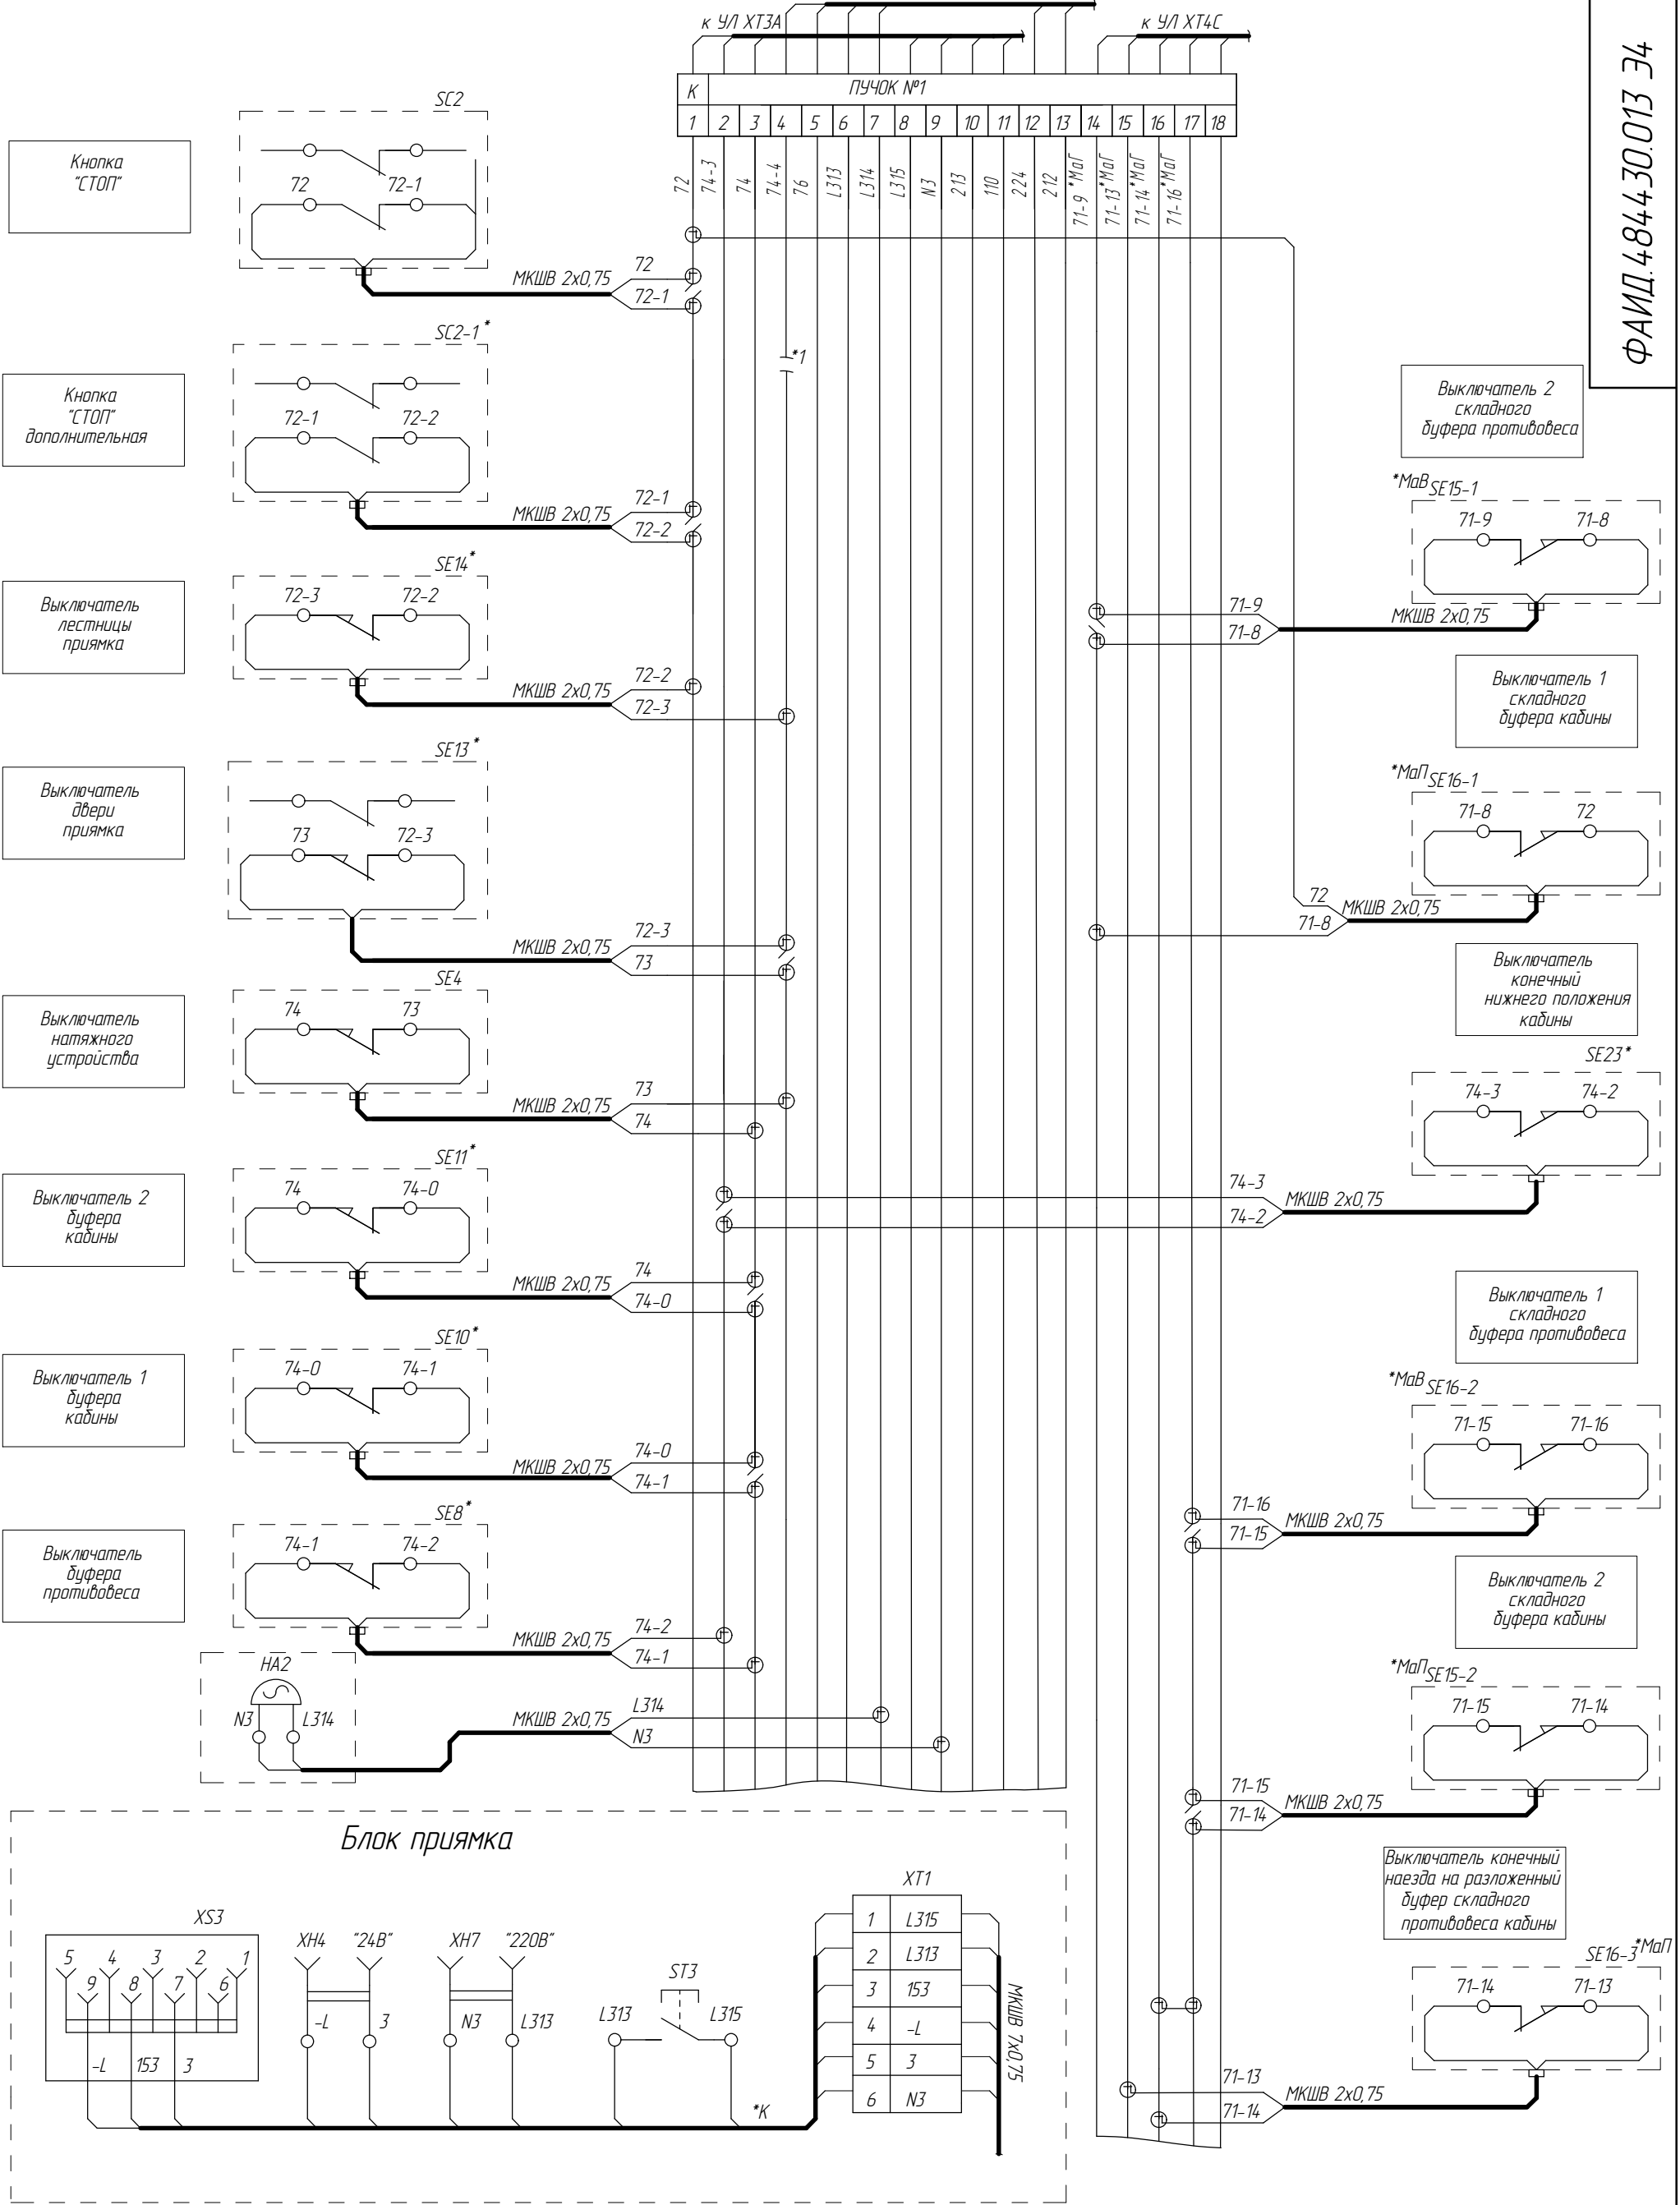 к УЛ ХТ3А
к УЛ ХТ4С
ФАИД.484430.013 Э4
К
ПУЧОК №1
1 2 3 4 5 6 7 8 9 10 11 12 13 14 15 16 17 18
72
74-3
74
74-4
76
L313
L314
L315
N3
213
110
224
212
71-9 *МаГ
71-13*МаГ
71-14*МаГ
71-16*МаГ
Кнопка
"СТОП"
SC2
72 72-1
МКШВ 2х0,75
72
72-1
*1
Кнопка
"СТОП"
дополнительная
SC2-1*
72-1 72-2
МКШВ 2х0,75
72-1
72-2
Выключатель
лестницы
приямка
SE14*
72-3 72-2
МКШВ 2х0,75
72-2
72-3
Выключатель
двери
приямка
SE13*
73 72-3
МКШВ 2х0,75
72-3
73
Выключатель
натяжного
устройства
SE4
74 73
МКШВ 2х0,75
73
74
Выключатель 2
буфера
кабины
SE11*
74 74-0
МКШВ 2х0,75
74
74-0
Выключатель 1
буфера
кабины
SE10*
74-0 74-1
МКШВ 2х0,75
74-0
74-1
Выключатель
буфера
противовеса
SE8*
74-1 74-2
МКШВ 2х0,75
74-2
74-1
HA2
N3 L314
МКШВ 2х0,75
L314
N3
Выключатель 2
складного
буфера противовеса
*МаВ SE15-1
71-9 71-8
71-9
71-8
МКШВ 2х0,75
Выключатель 1
складного
буфера кабины
*МаП SE16-1
71-8 72
72
71-8
МКШВ 2х0,75
Выключатель
конечный
нижнего положения
кабины
SE23*
74-3 74-2
74-3
74-2
МКШВ 2х0,75
Выключатель 1
складного
буфера противовеса
*МаВ SE16-2
71-15 71-16
71-16
71-15
МКШВ 2х0,75
Выключатель 2
складного
буфера кабины
*МаП SE15-2
71-15 71-14
71-15
71-14
МКШВ 2х0,75
Выключатель конечный
наезда на разложенный
буфер складного
противовеса кабины
SE16-3*МаП
71-14 71-13
71-13
71-14
МКШВ 2х0,75
Блок приямка
XS3
5 4 3 2 1
9 8 7 6
-L 153 3
XH4 "24В"
-L 3
XH7 "220В"
N3 L313
ST3
L313 L315
*К
XT1
1 L315
2 L313
3 153
4 -L
5 3
6 N3
МКШВ 7х0,75